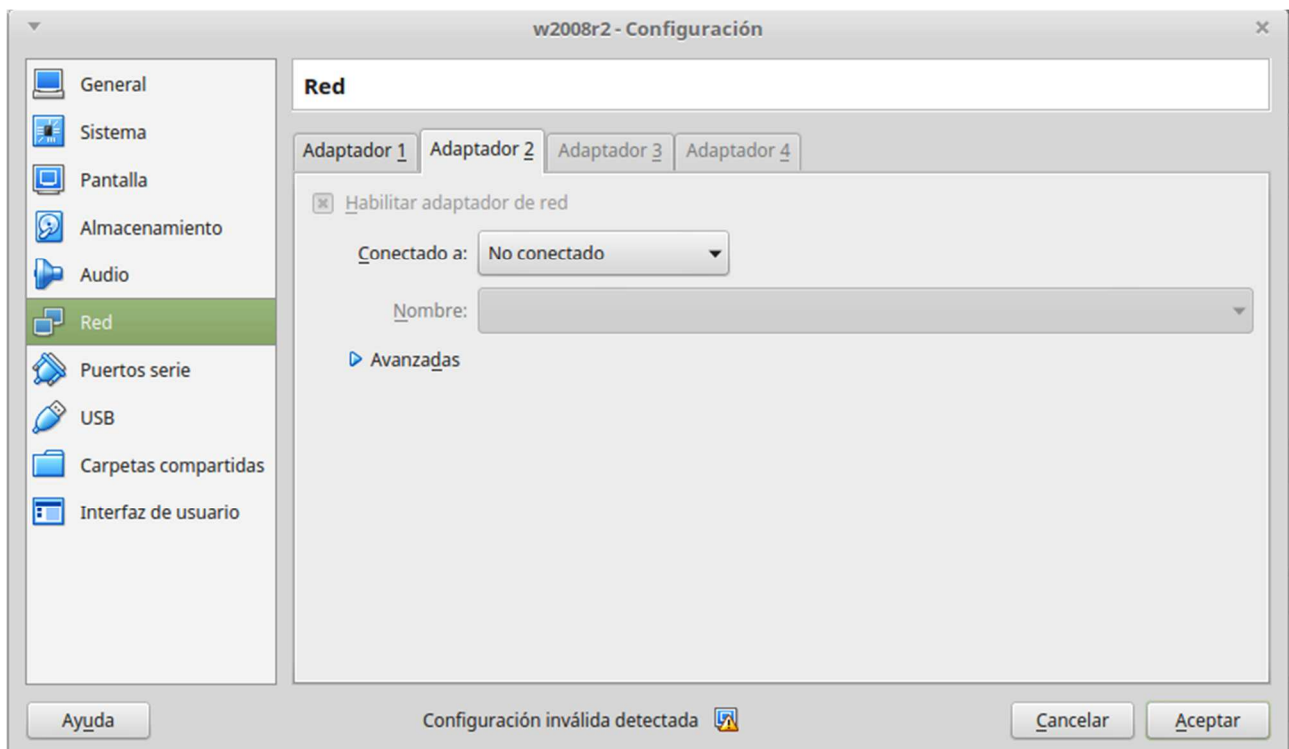 w2008r2 - Configuración
General
Sistema
Pantalla
Almacenamiento
Audio
Red
Puertos serie
USB
Carpetas compartidas
Interfaz de usuario
Red
Adaptador 1 Adaptador 2 Adaptador 3 Adaptador 4
Habilitar adaptador de red
Conectado a: No conectado
Nombre:
Avanzadas
Ayuda Configuración inválida detectada Cancelar Aceptar